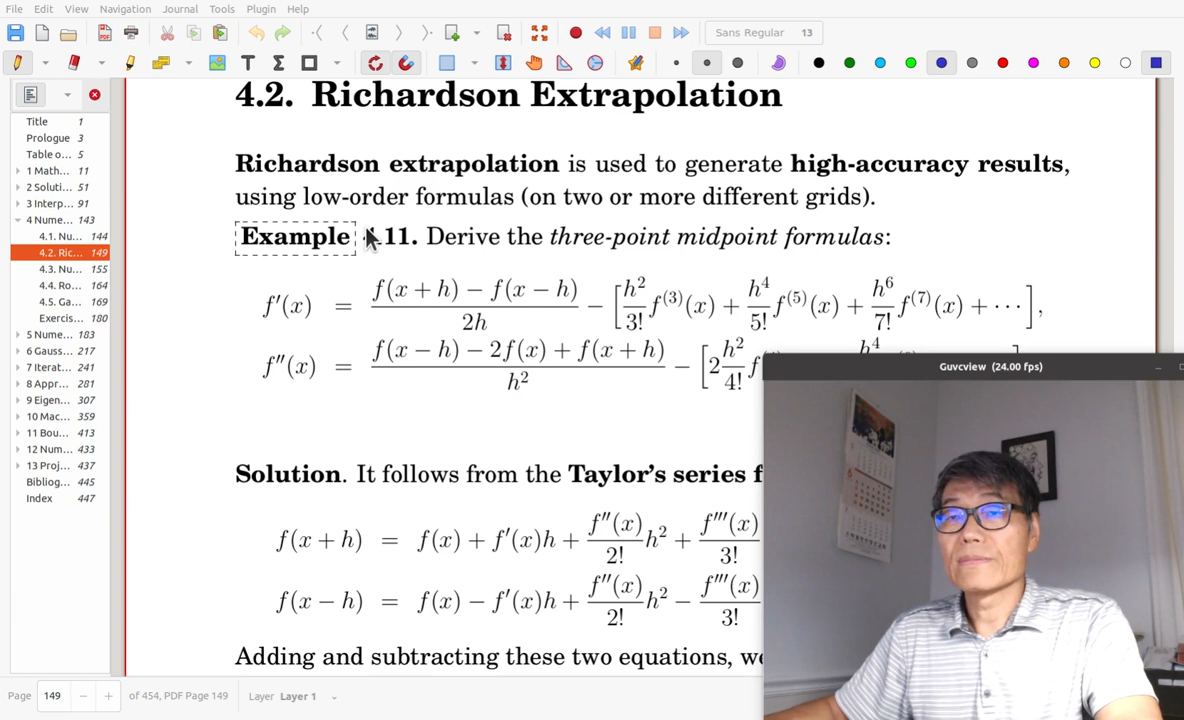 File Edit View Navigation Journal Tools Plugin Help
Sans Regular 13
Title 1
Prologue 3
Table o... 5
1 Math... 11
2 Soluti... 51
3 Interp... 91
4 Nume... 143
4.1. Nu... 144
4.2. Ric... 149
4.3. Nu... 155
4.4. Ro... 164
4.5. Ga... 169
Exercis... 180
5 Nume... 183
6 Gauss... 217
7 Iterat... 241
8 Appr... 281
9 Eigen... 307
10 Mac... 359
11 Bou... 413
12 Num... 433
13 Proj... 437
Bibliog... 445
Index 447
4.2. Richardson Extrapolation
Richardson extrapolation is used to generate high-accuracy results,
using low-order formulas (on two or more different grids).
Example 11. Derive the three-point midpoint formulas:
f′(x) = f(x + h) − f(x − h) / 2h − [h²/3! f⁽³⁾(x) + h⁴/5! f⁽⁵⁾(x) + h⁶/7! f⁽⁷⁾(x) + ⋯],
f″(x) = f(x − h) − 2f(x) + f(x + h) / h² − [2 h²/4! f h⁴
Solution. It follows from the Taylor's series f
f(x + h) = f(x) + f′(x)h + f″(x)/2! h² + f‴(x)/3!
f(x − h) = f(x) − f′(x)h + f″(x)/2! h² − f‴(x)/3!
Adding and subtracting these two equations, we
Guvcview (24.00 fps)
Page 149 − + of 454, PDF Page 149 Layer Layer 1